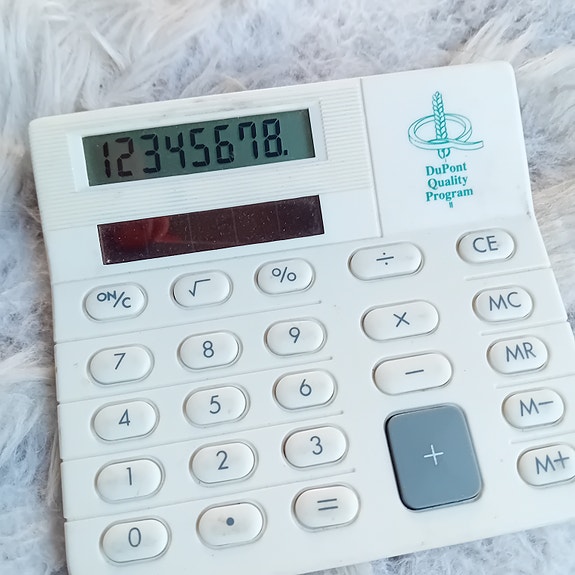 12345678.
DuPont
Quality
Program
ON/C √ % ÷ CE
7 8 9 × MC
4 5 6 − MR
1 2 3 + M−
0 • = M+